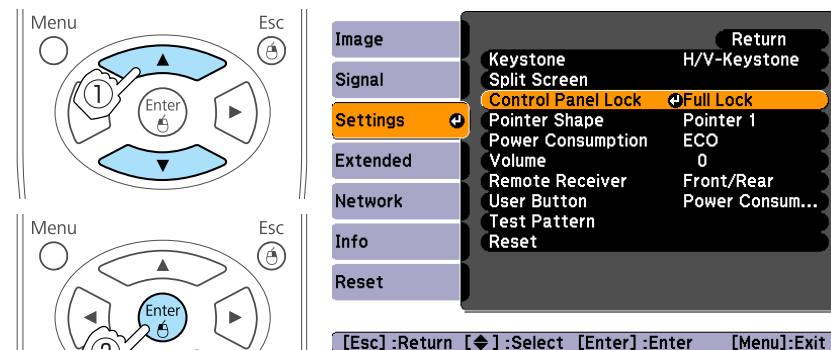 Menu
Esc
1
Enter
Menu
Esc
Enter
2
Image
Signal
Settings
Extended
Network
Info
Reset
Return
Keystone H/V-Keystone
Split Screen
Control Panel Lock Full Lock
Pointer Shape Pointer 1
Power Consumption ECO
Volume 0
Remote Receiver Front/Rear
User Button Power Consum...
Test Pattern
Reset
[Esc] :Return [◆] :Select [Enter] :Enter [Menu]:Exit